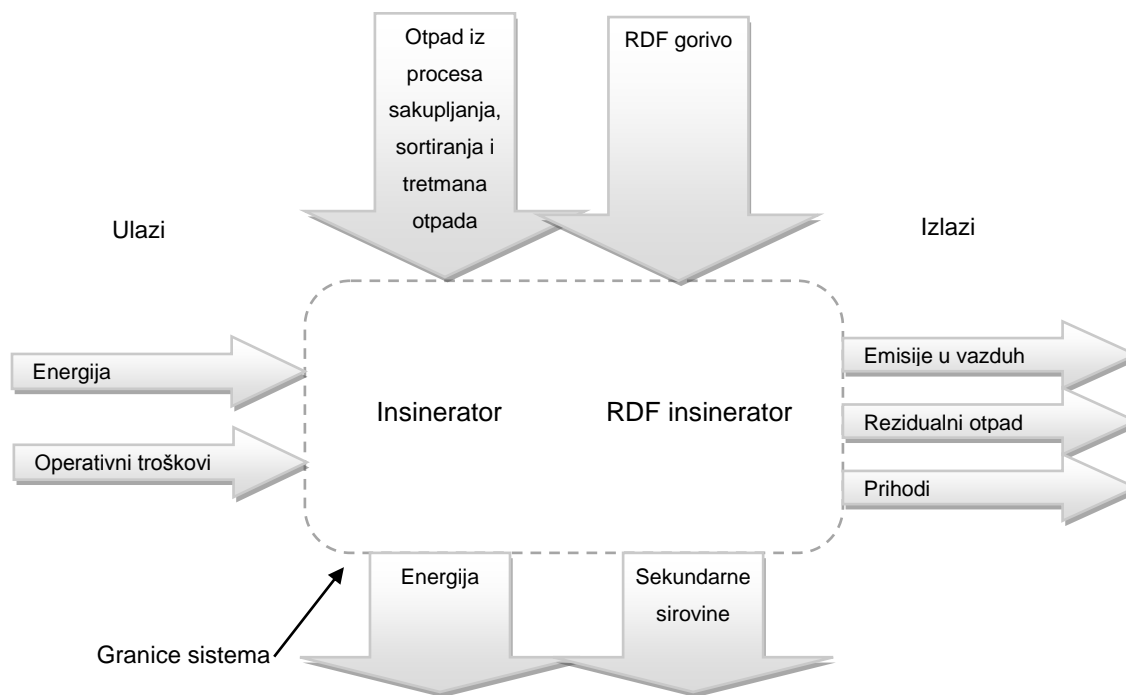 Otpad iz
procesa
sakupljanja,
sortiranja i
tretmana
otpada
RDF gorivo
Ulazi
Izlazi
Energija
Operativni troškovi
Insinerator
RDF insinerator
Emisije u vazduh
Rezidualni otpad
Prihodi
Energija
Sekundarne
sirovine
Granice sistema